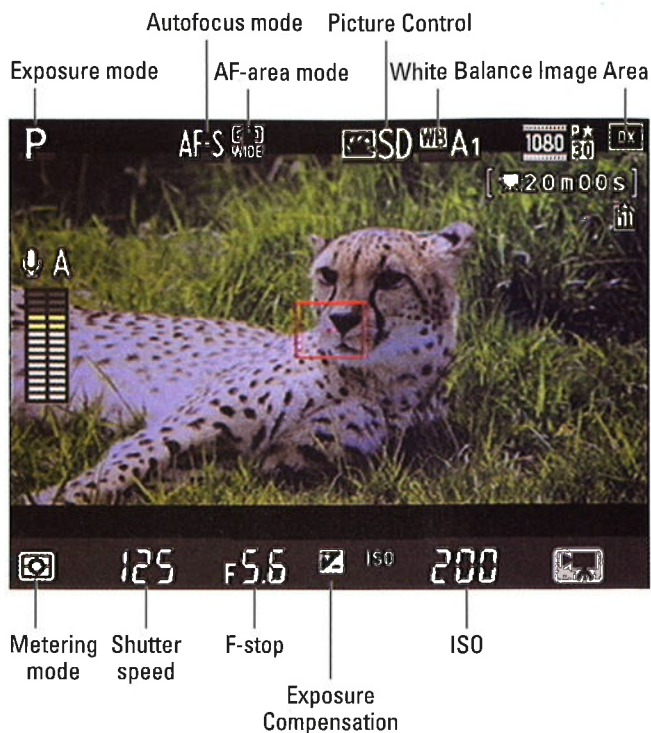 Autofocus mode Picture Control
Exposure mode AF-area mode White Balance Image Area
P AF-S WIDE SD WB A1 1080 P★ 30 DX
[20m00s]
A
125 F5.6 ISO 200
Metering mode
Shutter speed
F-stop
ISO
Exposure
Compensation